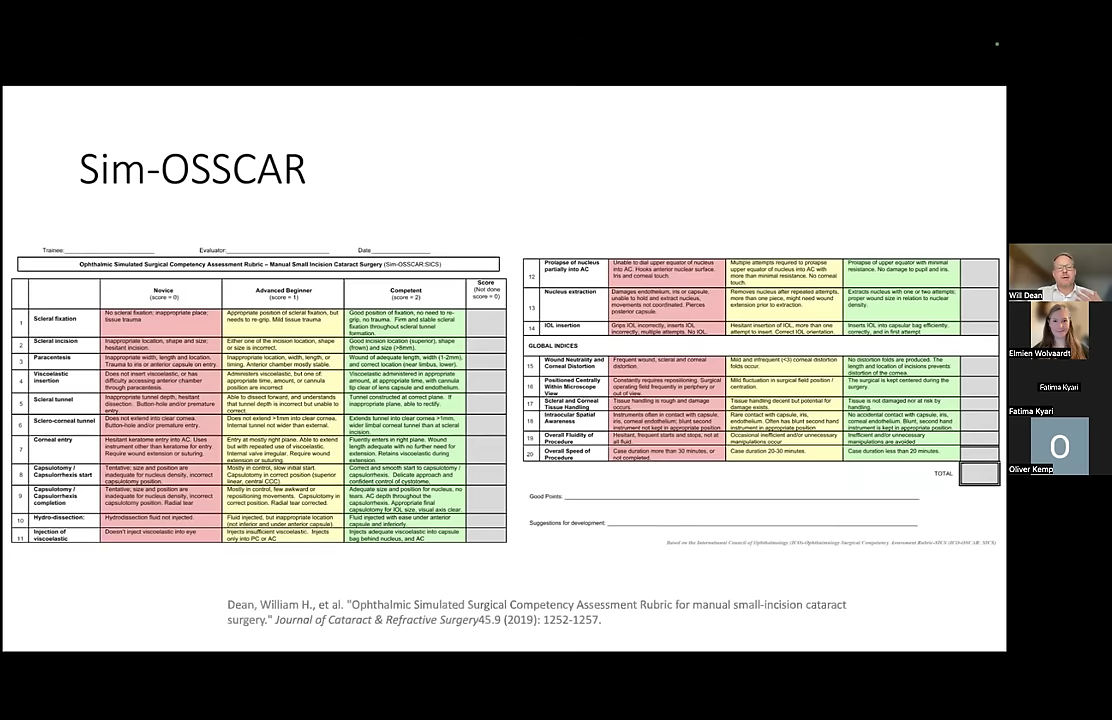 Sim-OSSCAR
Trainee: Evaluator: Date
Ophthalmic Simulated Surgical Competency Assessment Rubric – Manual Small Incision Cataract Surgery (Sim-OSSCAR:SICS)
Novice (score = 0) Advanced Beginner (score = 1) Competent (score = 2) Score (Not done score = 0)
1 Scleral fixation No scleral fixation: inappropriate place; tissue trauma Appropriate position of scleral fixation, but needs to re-grip. Mild tissue trauma Good position of fixation, no need to re-grip, no trauma. Firm and stable scleral fixation throughout scleral tunnel formation.
2 Scleral incision Inappropriate location, shape and size; hesitant incision. Either one of the incision location, shape or size is incorrect. Good incision location (superior), shape (frown) and size (>8mm).
3 Paracentesis Inappropriate width, length and location. Trauma to iris or anterior capsule on entry. Inappropriate location, width, length, or timing. Anterior chamber mostly stable. Wound of adequate length, width (1-2mm), and correct location (near limbus, lower).
4 Viscoelastic insertion Does not insert viscoelastic, or has difficulty accessing anterior chamber through paracentesis. Administers viscoelastic, but one of: appropriate time, amount, or cannula position are incorrect Viscoelastic administered in appropriate amount, at appropriate time, with cannula tip clear of lens capsule and endothelium.
5 Scleral tunnel Inappropriate tunnel depth, hesitant dissection. Button-hole and/or premature entry. Able to dissect forward, and understands that tunnel depth is incorrect but unable to correct. Tunnel constructed at correct plane. If inappropriate plane, able to rectify.
6 Sclero-corneal tunnel Does not extend into clear cornea. Button-hole and/or premature entry. Does not extend >1mm into clear cornea. Internal tunnel not wider than external. Extends tunnel into clear cornea >1mm, wider limbal corneal tunnel than at scleral incision.
7 Corneal entry Hesitant keratome entry into AC. Uses instrument other than keratome for entry. Require wound extension or suturing. Entry at mostly right plane. Able to extend but with repeated use of viscoelastic. Internal valve irregular. Require wound extension or suturing. Fluently enters in right plane. Wound length adequate with no further need for extension. Retains viscoelastic during extension.
8 Capsulotomy / Capsulorrhexis start Tentative; size and position are inadequate for nucleus density, incorrect capsulotomy position. Mostly in control, slow initial start. Capsulotomy in correct position (superior linear, central CCC) Correct and smooth start to capsulotomy / capsulorrhexis. Delicate approach and confident control of cystotome.
9 Capsulotomy / Capsulorrhexis completion Tentative; size and position are inadequate for nucleus density, incorrect capsulotomy position. Radial tear Mostly in control, few awkward or repositioning movements. Capsulotomy in correct position. Radial tear corrected. Adequate size and position for nucleus, no tears. AC depth throughout the capsulorrhexis. Appropriate final capsulotomy for IOL size, visual axis clear.
10 Hydro-dissection: Hydrodissection fluid not injected. Fluid injected, but in inappropriate location (not inferior and under anterior capsule). Fluid injected with ease under anterior capsule and inferiorly.
11 Injection of viscoelastic Doesn't inject viscoelastic into eye Injects insufficient viscoelastic. Injects only into PC or AC Injects adequate viscoelastic into capsule bag behind nucleus, and AC
12 Prolapse of nucleus partially into AC Unable to dial upper equator of nucleus into AC. Hooks anterior nuclear surface. Iris and corneal touch. Multiple attempts required to prolapse upper equator of nucleus into AC with more than minimal resistance. No corneal touch. Prolapse of upper equator with minimal resistance. No damage to pupil and iris.
13 Nucleus extraction Damages endothelium, iris or capsule, unable to hold and extract nucleus, movements not coordinated. Pierces posterior capsule. Removes nucleus after repeated attempts, more than one piece, might need wound extension prior to extraction. Extracts nucleus with one or two attempts; proper wound size in relation to nuclear density.
14 IOL insertion Grips IOL incorrectly, inserts IOL incorrectly, multiple attempts. No IOL. Hesitant insertion of IOL, more than one attempt to insert. Correct IOL orientation. Inserts IOL into capsular bag efficiently, correctly, and in first attempt
GLOBAL INDICES
15 Wound Neutrality and Corneal Distortion Frequent wound, scleral and corneal distortion. Mild and infrequent (<3) corneal distortion folds occur. No distortion folds are produced. The length and location of incisions prevents distortion of the cornea.
16 Positioned Centrally Within Microscope View Constantly requires repositioning. Surgical operating field frequently in periphery or out of view. Mild fluctuation in surgical field position / centration. The surgery is kept centered during the surgery.
17 Scleral and Corneal Tissue Handling Tissue handling is rough and damage occurs. Tissue handling decent but potential for damage exists. Tissue is not damaged nor at risk by handling.
18 Intraocular Spatial Awareness Instruments often in contact with capsule, iris, corneal endothelium; blunt second instrument not kept in appropriate position Rare contact with capsule, iris, endothelium. Often has blunt second instrument in appropriate position No accidental contact with capsule, iris, corneal endothelium. Blunt, second instrument is kept in appropriate position
19 Overall Fluidity of Procedure Hesitant, frequent starts and stops, not at all fluid Occasional inefficient and/or unnecessary manipulations occur Inefficient and/or unnecessary manipulations are avoided
20 Overall Speed of Procedure Case duration more than 30 minutes, or not completed. Case duration 20-30 minutes. Case duration less than 20 minutes.
TOTAL
Good Points:
Suggestions for development:
Dean, William H., et al. "Ophthalmic Simulated Surgical Competency Assessment Rubric for manual small-incision cataract
surgery." Journal of Cataract & Refractive Surgery45.9 (2019): 1252-1257.
Will Dean
Elmien Wolvaardt
Fatima Kyari
Fatima Kyari
O
Oliver Kemp